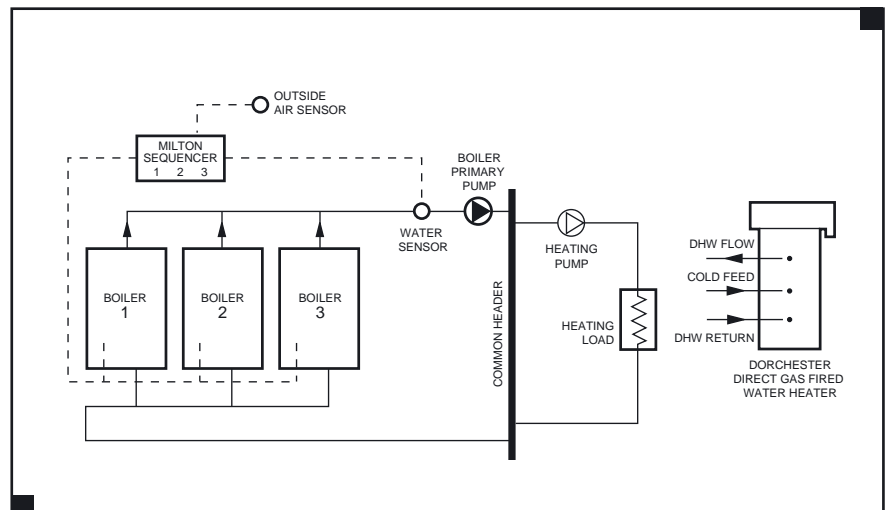 OUTSIDE
AIR SENSOR
MILTON
SEQUENCER
1 2 3
BOILER
PRIMARY
PUMP
WATER
SENSOR
BOILER
1
BOILER
2
BOILER
3
COMMON HEADER
HEATING
PUMP
HEATING
LOAD
DHW FLOW
COLD FEED
DHW RETURN
DORCHESTER
DIRECT GAS FIRED
WATER HEATER